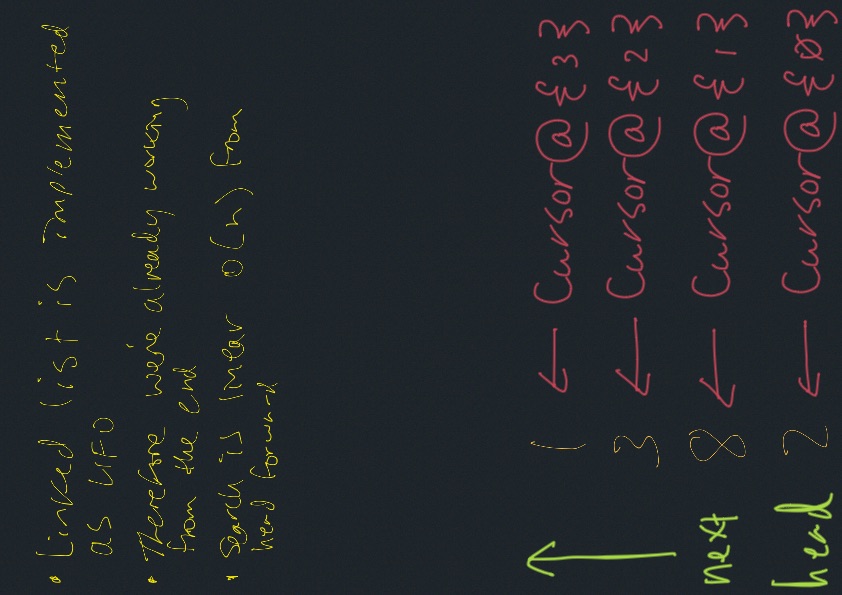 • Linked list is implemented
as LIFO
• Therefore we're already working
from the end
• Search is linear O(n) from
head forward
1 ← Cursor@{3}
3 ← Cursor@{2}
next 8 ← Cursor@{1}
head 2 ← Cursor@{0}